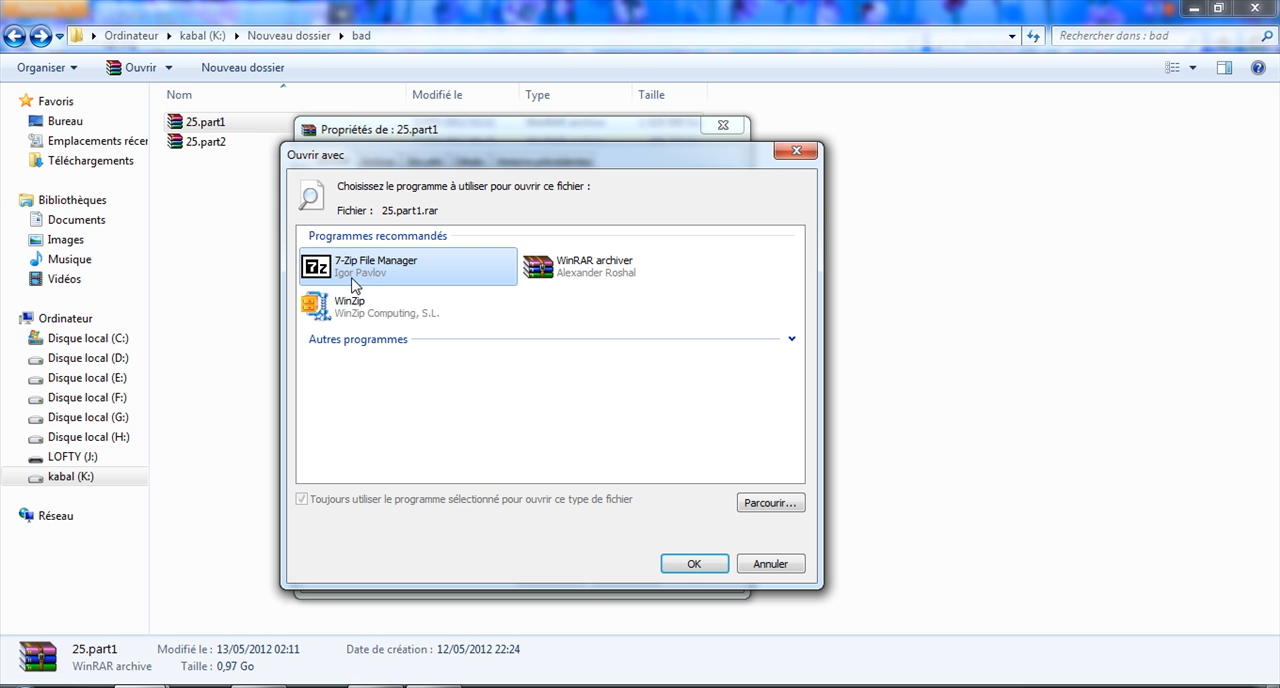 Ordinateur kabal (K:) Nouveau dossier bad
Rechercher dans : bad
Organiser Ouvrir Nouveau dossier
Nom Modifié le Type Taille
Favoris
Bureau
Emplacements récer
Téléchargements
Bibliothèques
Documents
Images
Musique
Vidéos
Ordinateur
Disque local (C:)
Disque local (D:)
Disque local (E:)
Disque local (F:)
Disque local (G:)
Disque local (H:)
LOFTY (J:)
kabal (K:)
Réseau
25.part1
25.part2
Propriétés de : 25.part1
Ouvrir avec
Choisissez le programme à utiliser pour ouvrir ce fichier :
Fichier : 25.part1.rar
Programmes recommandés
7z
7-Zip File Manager
Igor Pavlov
WinRAR archiver
Alexander Roshal
WinZip
WinZip Computing, S.L.
Autres programmes
Toujours utiliser le programme sélectionné pour ouvrir ce type de fichier
Parcourir...
OK Annuler
25.part1 Modifié le : 13/05/2012 02:11 Date de création : 12/05/2012 22:24
WinRAR archive Taille : 0,97 Go